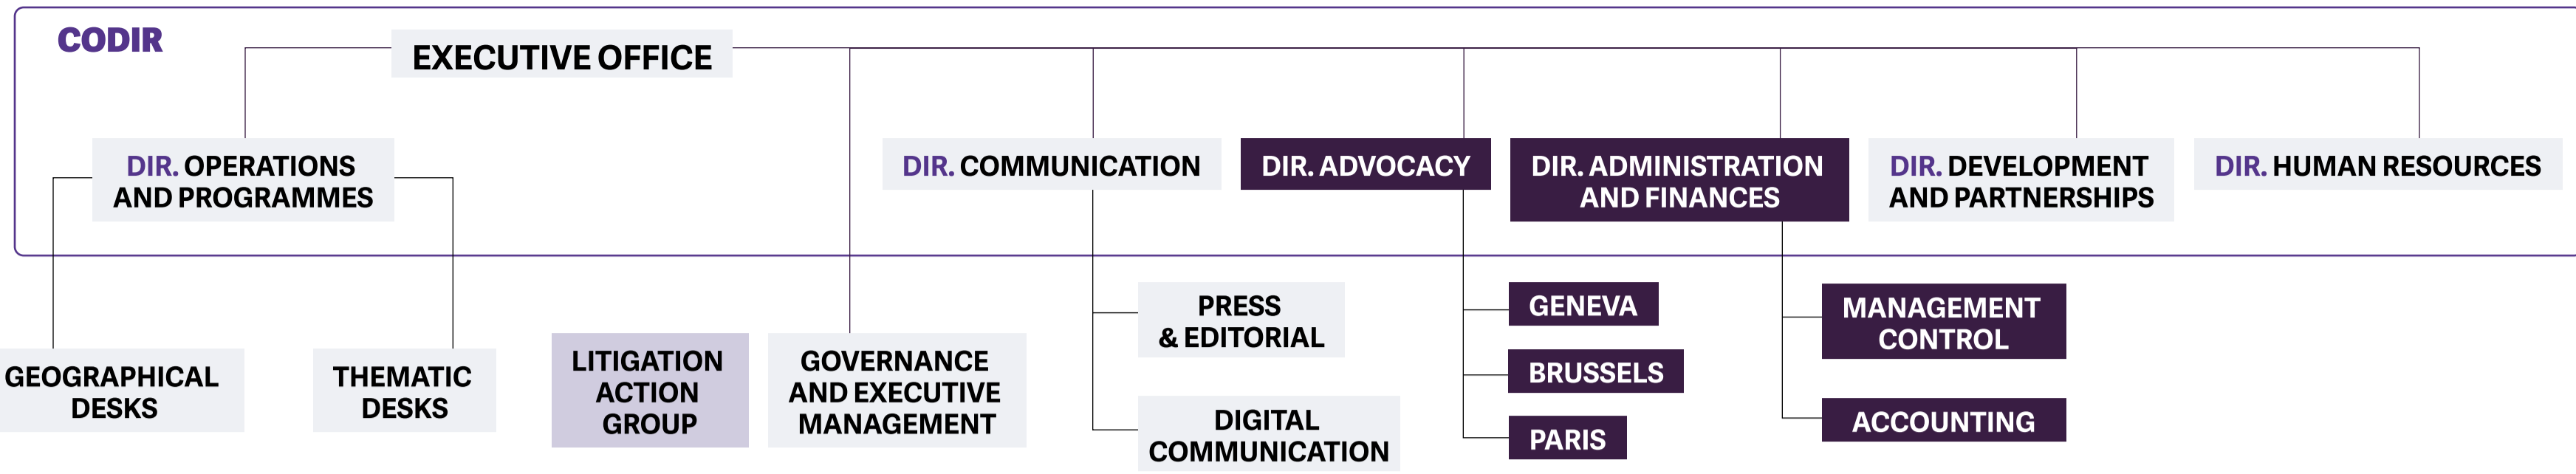 CODIR
EXECUTIVE OFFICE
DIR. OPERATIONS
AND PROGRAMMES
DIR. COMMUNICATION
DIR. ADVOCACY
DIR. ADMINISTRATION
AND FINANCES
DIR. DEVELOPMENT
AND PARTNERSHIPS
DIR. HUMAN RESOURCES
GEOGRAPHICAL
DESKS
THEMATIC
DESKS
LITIGATION
ACTION
GROUP
GOVERNANCE
AND EXECUTIVE
MANAGEMENT
PRESS
& EDITORIAL
DIGITAL
COMMUNICATION
GENEVA
BRUSSELS
PARIS
MANAGEMENT
CONTROL
ACCOUNTING